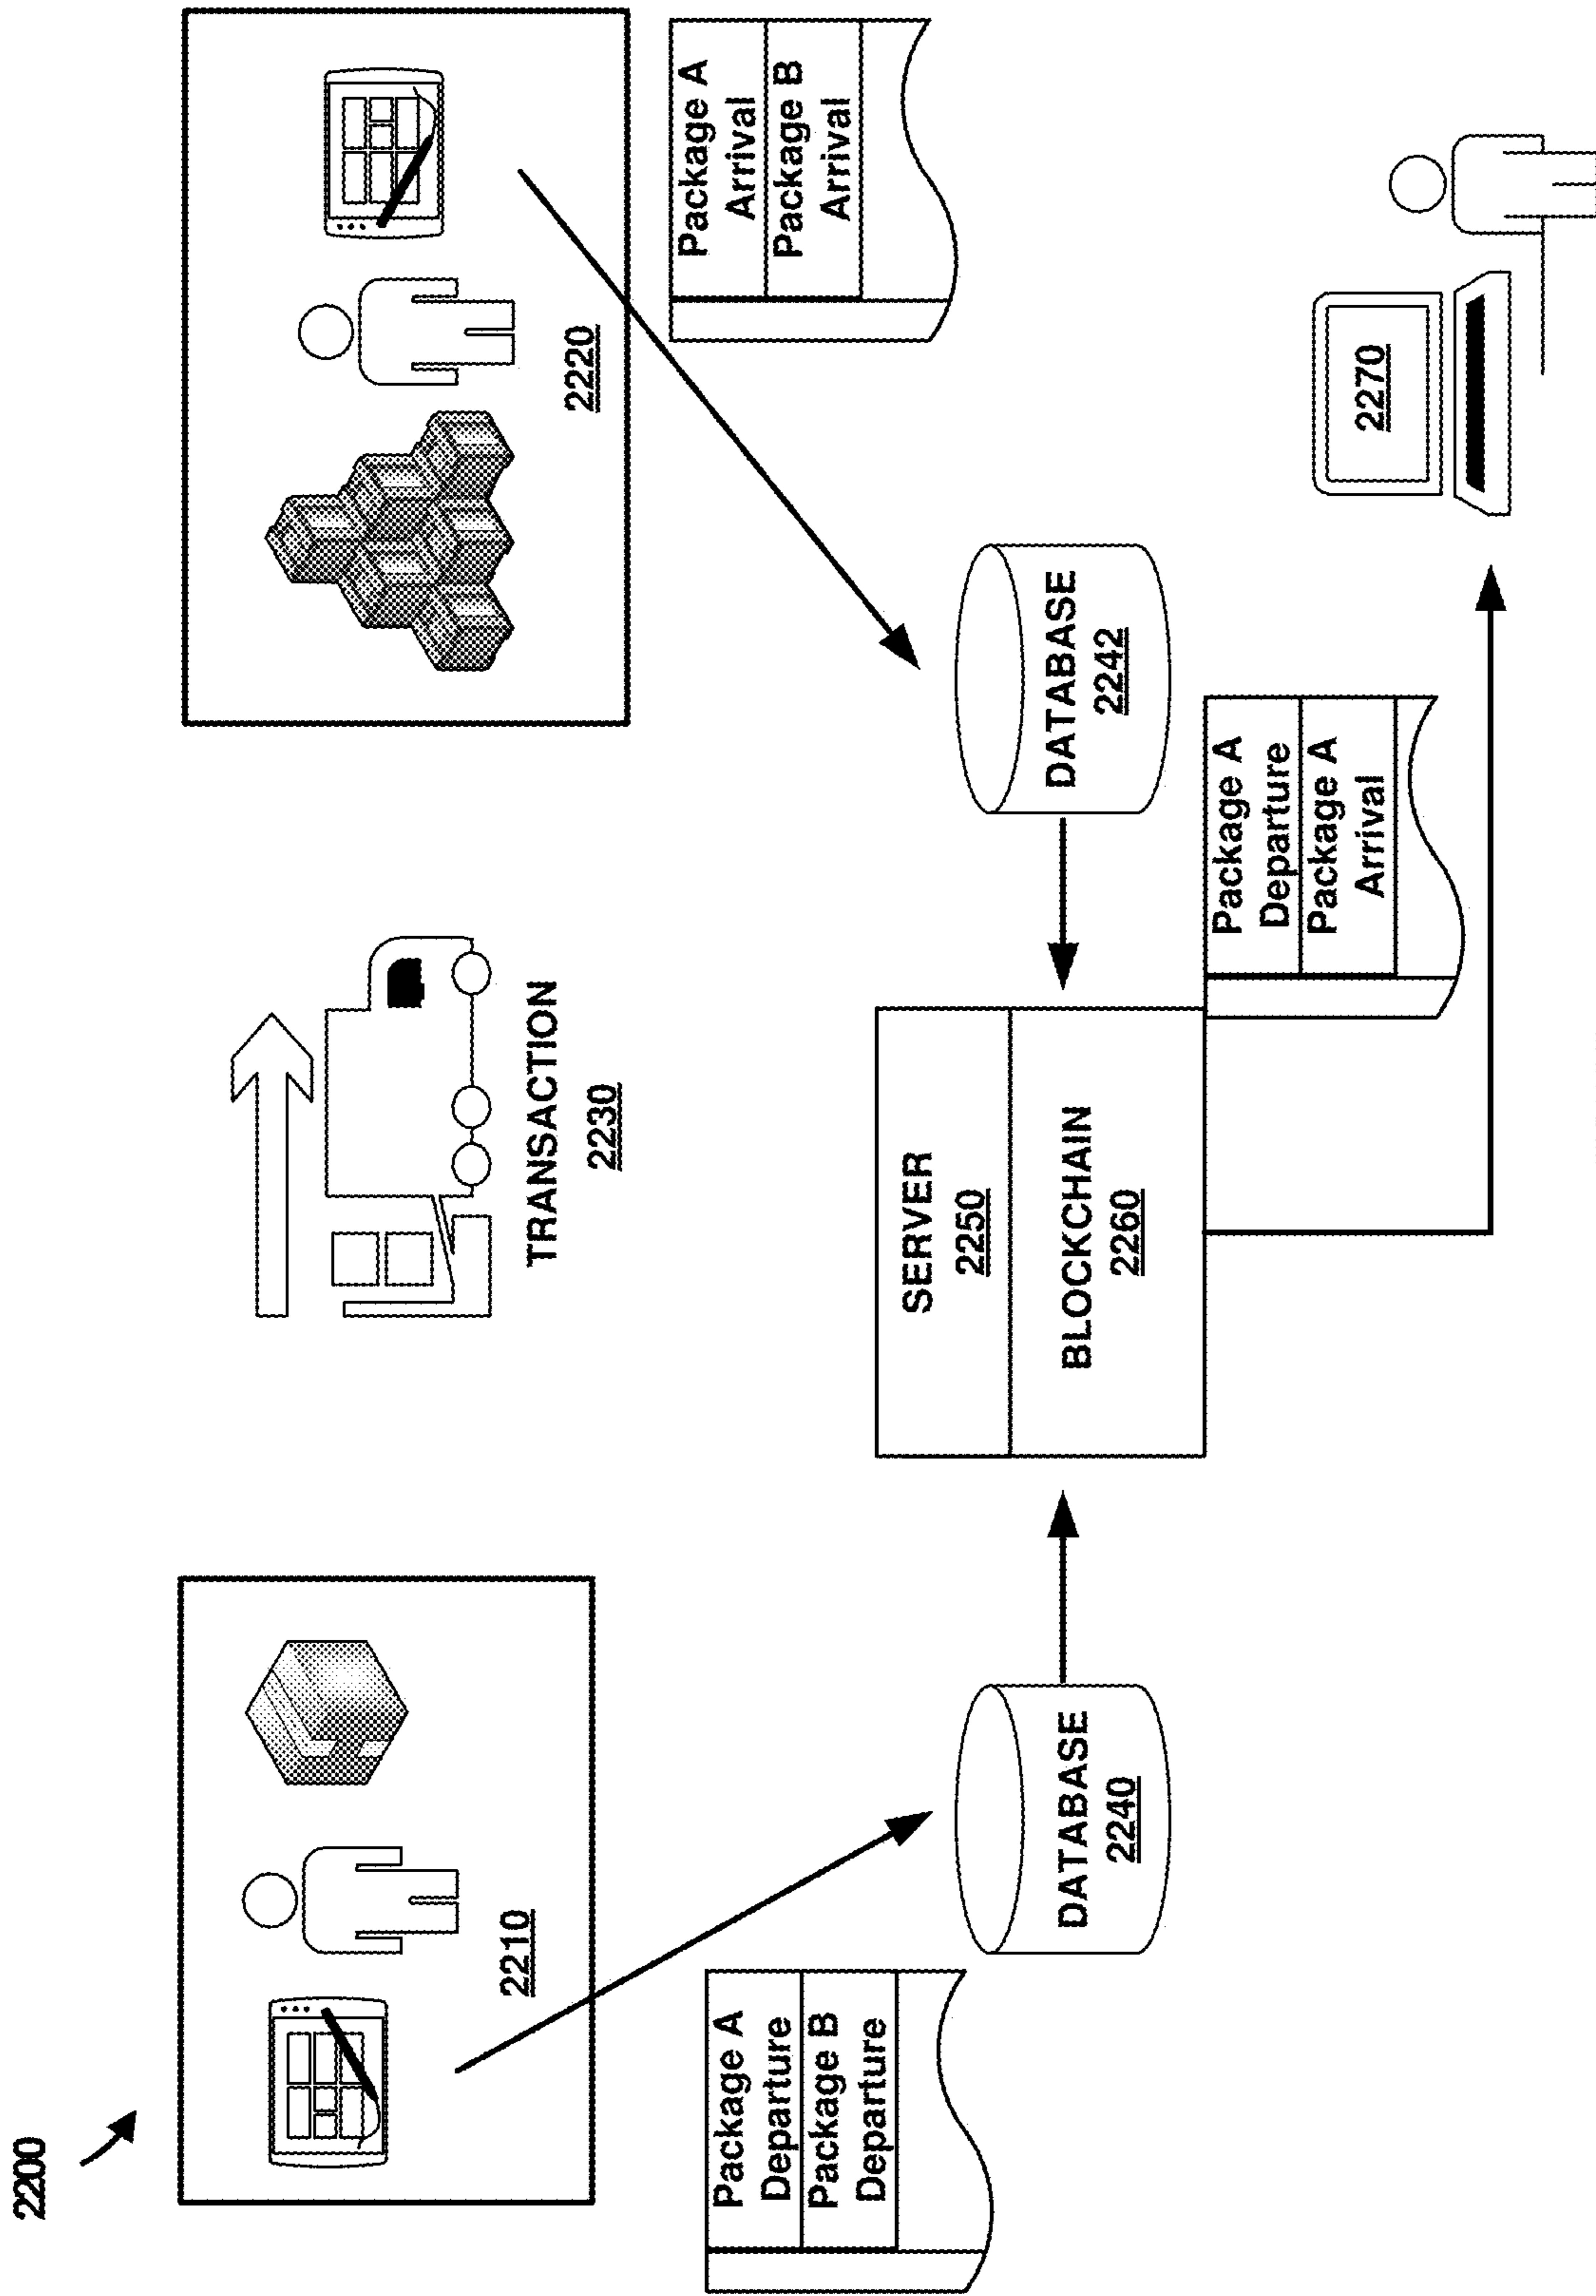 2200
2210
TRANSACTION
2230
2220
Package A
Departure
Package B
Departure
DATABASE
2240
SERVER
2250
BLOCKCHAIN
2260
DATABASE
2242
Package A
Arrival
Package B
Arrival
Package A
Departure
Package A
Arrival
2270